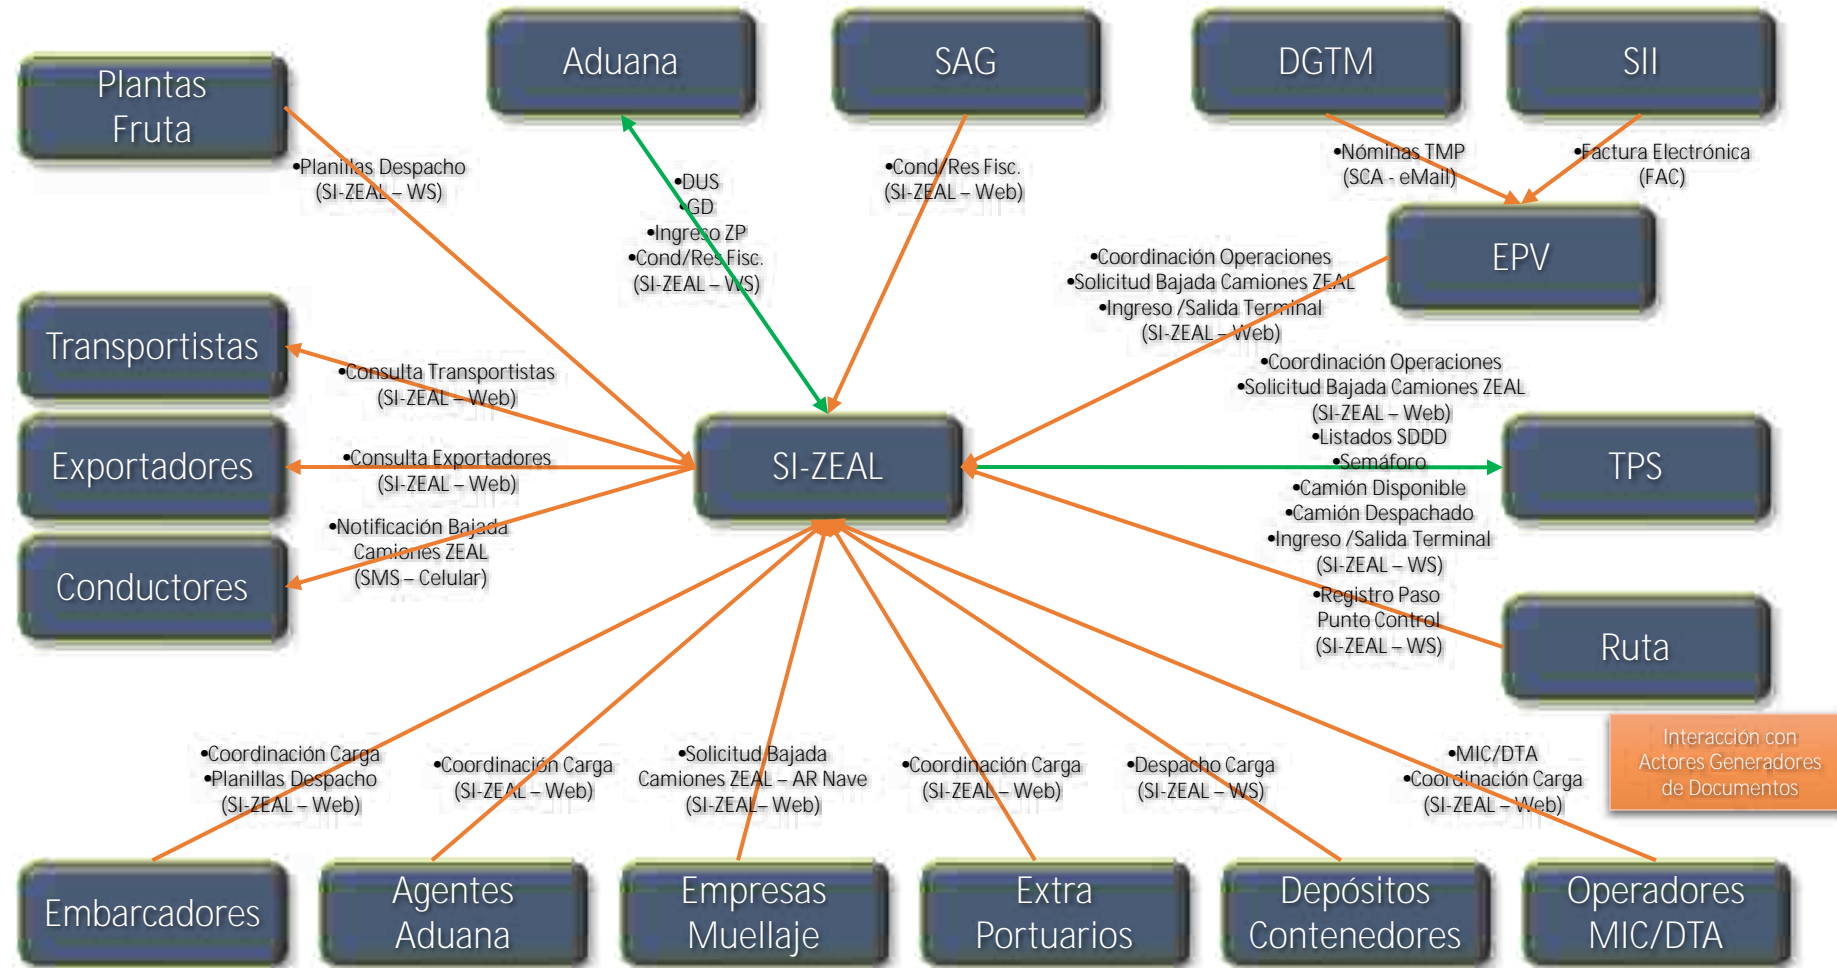 Plantas
Fruta
Aduana
SAG
DGTM
SII
•Planillas Despacho
(SI-ZEAL – WS)
•DUS
•GD
•Ingreso ZP
•Cond/Res Fisc.
(SI-ZEAL – WS)
•Cond/Res Fisc.
(SI-ZEAL – Web)
•Nóminas TMP
(SCA - eMail)
•Factura Electrónica
(FAC)
EPV
•Coordinación Operaciones
•Solicitud Bajada Camiones ZEAL
•Ingreso /Salida Terminal
(SI-ZEAL – Web)
Transportistas
•Consulta Transportistas
(SI-ZEAL – Web)
Exportadores
•Consulta Exportadores
(SI-ZEAL – Web)
Conductores
•Notificación Bajada
Camiones ZEAL
(SMS – Celular)
SI-ZEAL
•Coordinación Operaciones
•Solicitud Bajada Camiones ZEAL
(SI-ZEAL – Web)
•Listados SDDD
•Semáforo
•Camión Disponible
•Camión Despachado
•Ingreso /Salida Terminal
(SI-ZEAL – WS)
TPS
•Registro Paso
Punto Control
(SI-ZEAL – WS)
Ruta
Interacción con
Actores Generadores
de Documentos
•Coordinación Carga
•Planillas Despacho
(SI-ZEAL – Web)
•Coordinación Carga
(SI-ZEAL – Web)
•Solicitud Bajada
Camiones ZEAL – AR Nave
(SI-ZEAL– Web)
•Coordinación Carga
(SI-ZEAL – Web)
•Despacho Carga
(SI-ZEAL – WS)
•MIC/DTA
•Coordinación Carga
(SI-ZEAL – Web)
Embarcadores
Agentes
Aduana
Empresas
Muellaje
Extra
Portuarios
Depósitos
Contenedores
Operadores
MIC/DTA